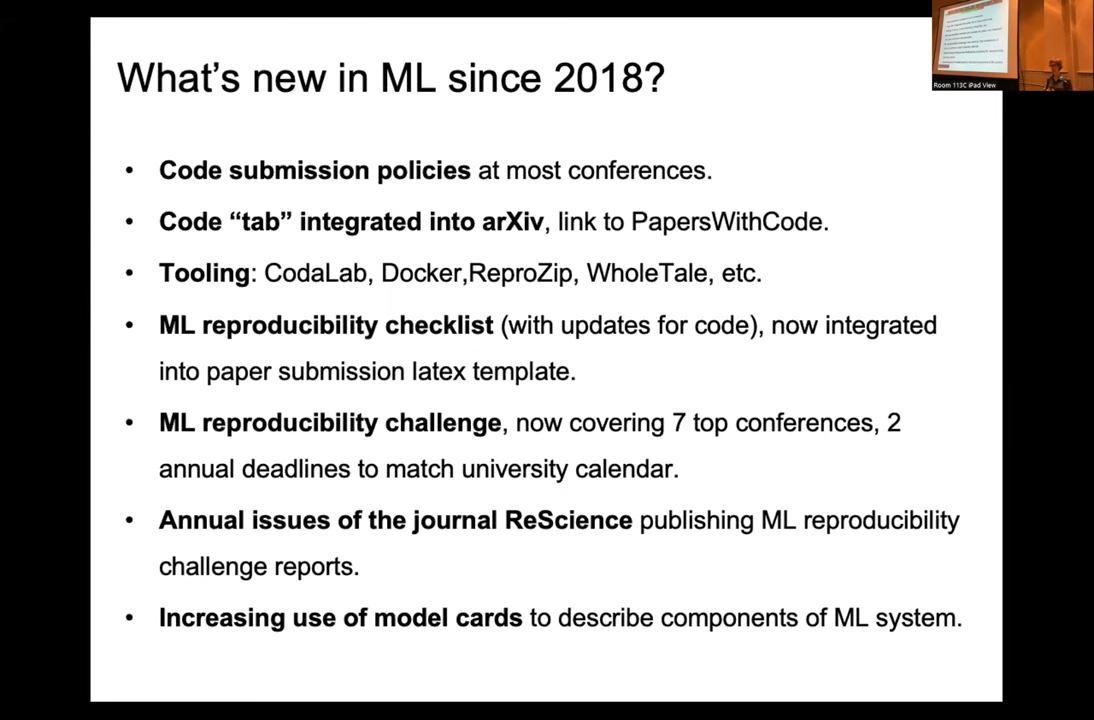 What's new in ML since 2018?
• Code submission policies at most conferences.
• Code “tab” integrated into arXiv, link to PapersWithCode.
• Tooling: CodaLab, Docker,ReproZip, WholeTale, etc.
• ML reproducibility checklist (with updates for code), now integrated
into paper submission latex template.
• ML reproducibility challenge, now covering 7 top conferences, 2
annual deadlines to match university calendar.
• Annual issues of the journal ReScience publishing ML reproducibility
challenge reports.
• Increasing use of model cards to describe components of ML system.
Room 113C iPad View